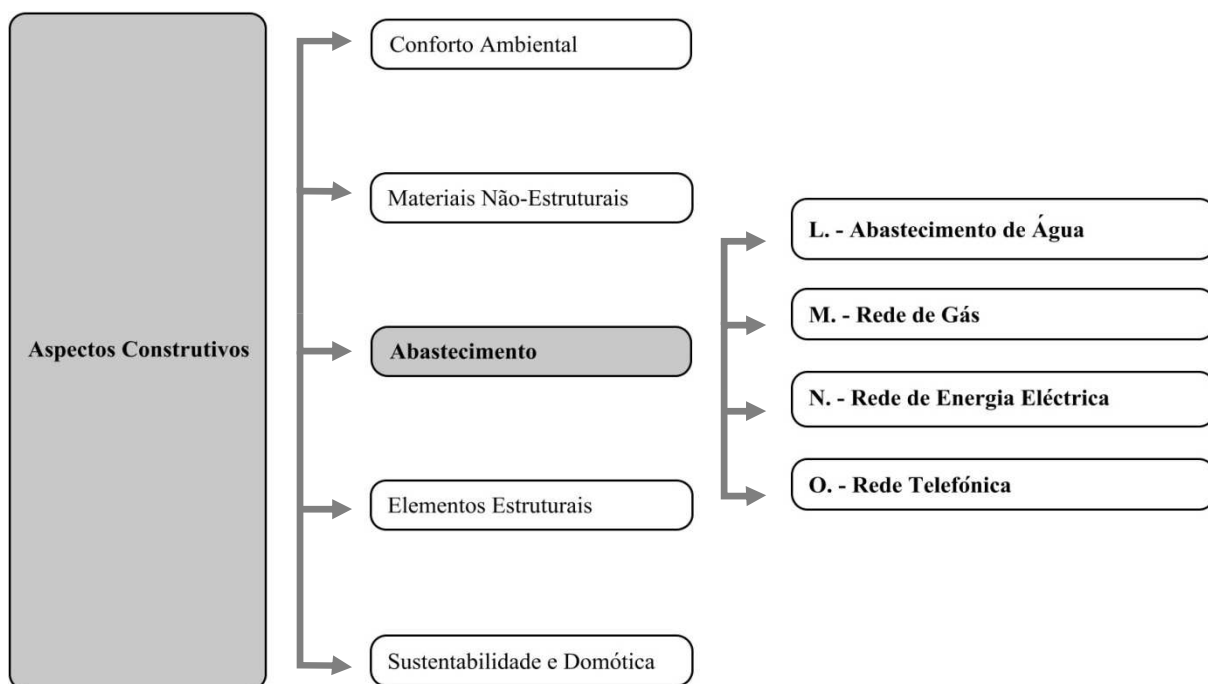 Aspectos Construtivos
Conforto Ambiental
Materiais Não-Estruturais
Abastecimento
Elementos Estruturais
Sustentabilidade e Domótica
L. - Abastecimento de Água
M. - Rede de Gás
N. - Rede de Energia Eléctrica
O. - Rede Telefónica